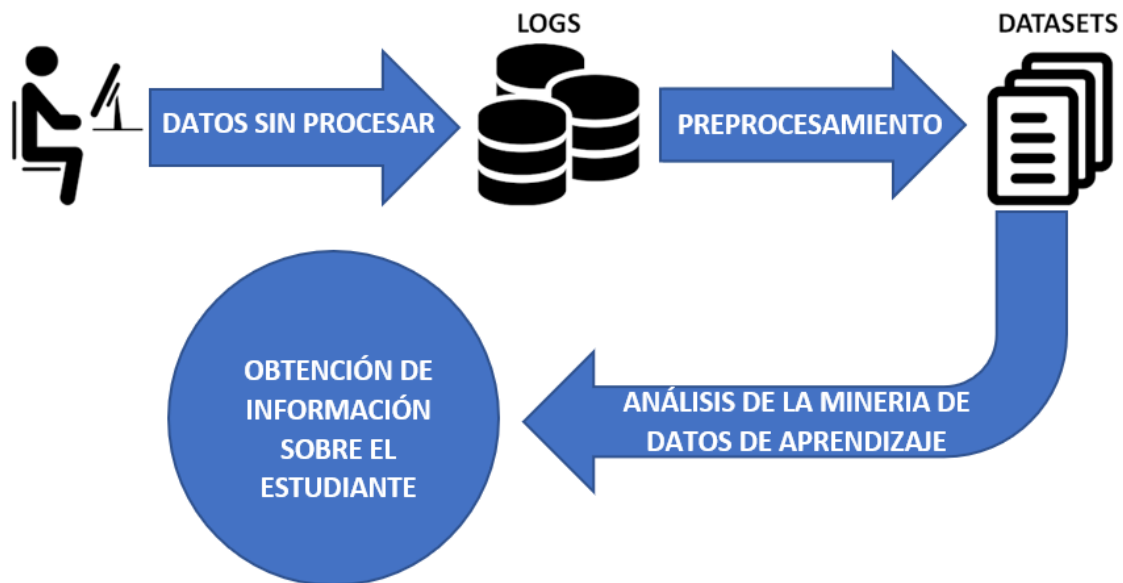 LOGS
DATASETS
DATOS SIN PROCESAR
PREPROCESAMIENTO
OBTENCIÓN DE
INFORMACIÓN
SOBRE EL
ESTUDIANTE
ANÁLISIS DE LA MINERIA DE
DATOS DE APRENDIZAJE